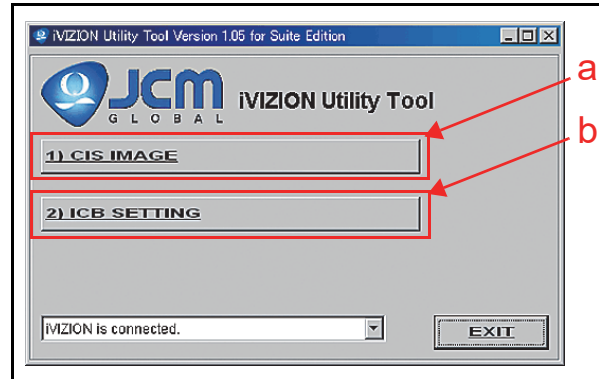 iVIZION Utility Tool Version 1.05 for Suite Edition
JCM
GLOBAL
iVIZION Utility Tool
a
1) CIS IMAGE
b
2) ICB SETTING
iVIZION is connected.
EXIT